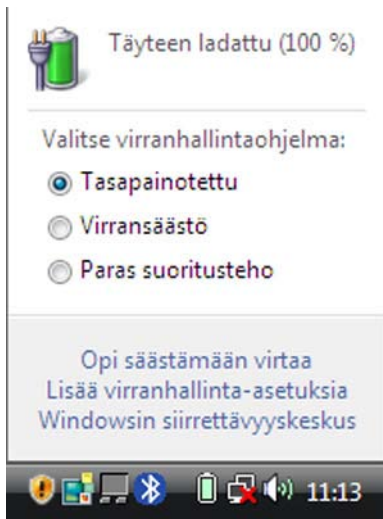 Täyteen ladattu (100 %)
Valitse virranhallintaohjelma:
Tasapainotettu
Virransäästö
Paras suoritusteho
Opi säästämään virtaa
Lisää virranhallinta-asetuksia
Windowsin siirrettävyyskeskus
11:13